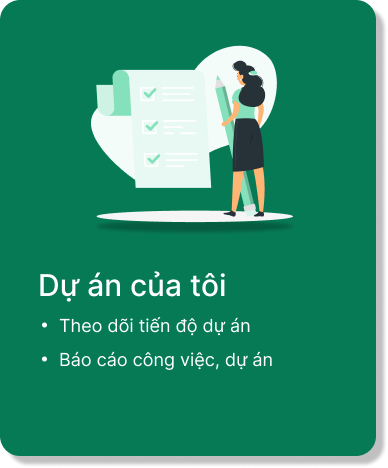 Dự án của tôi
• Theo dõi tiến độ dự án
• Báo cáo công việc, dự án